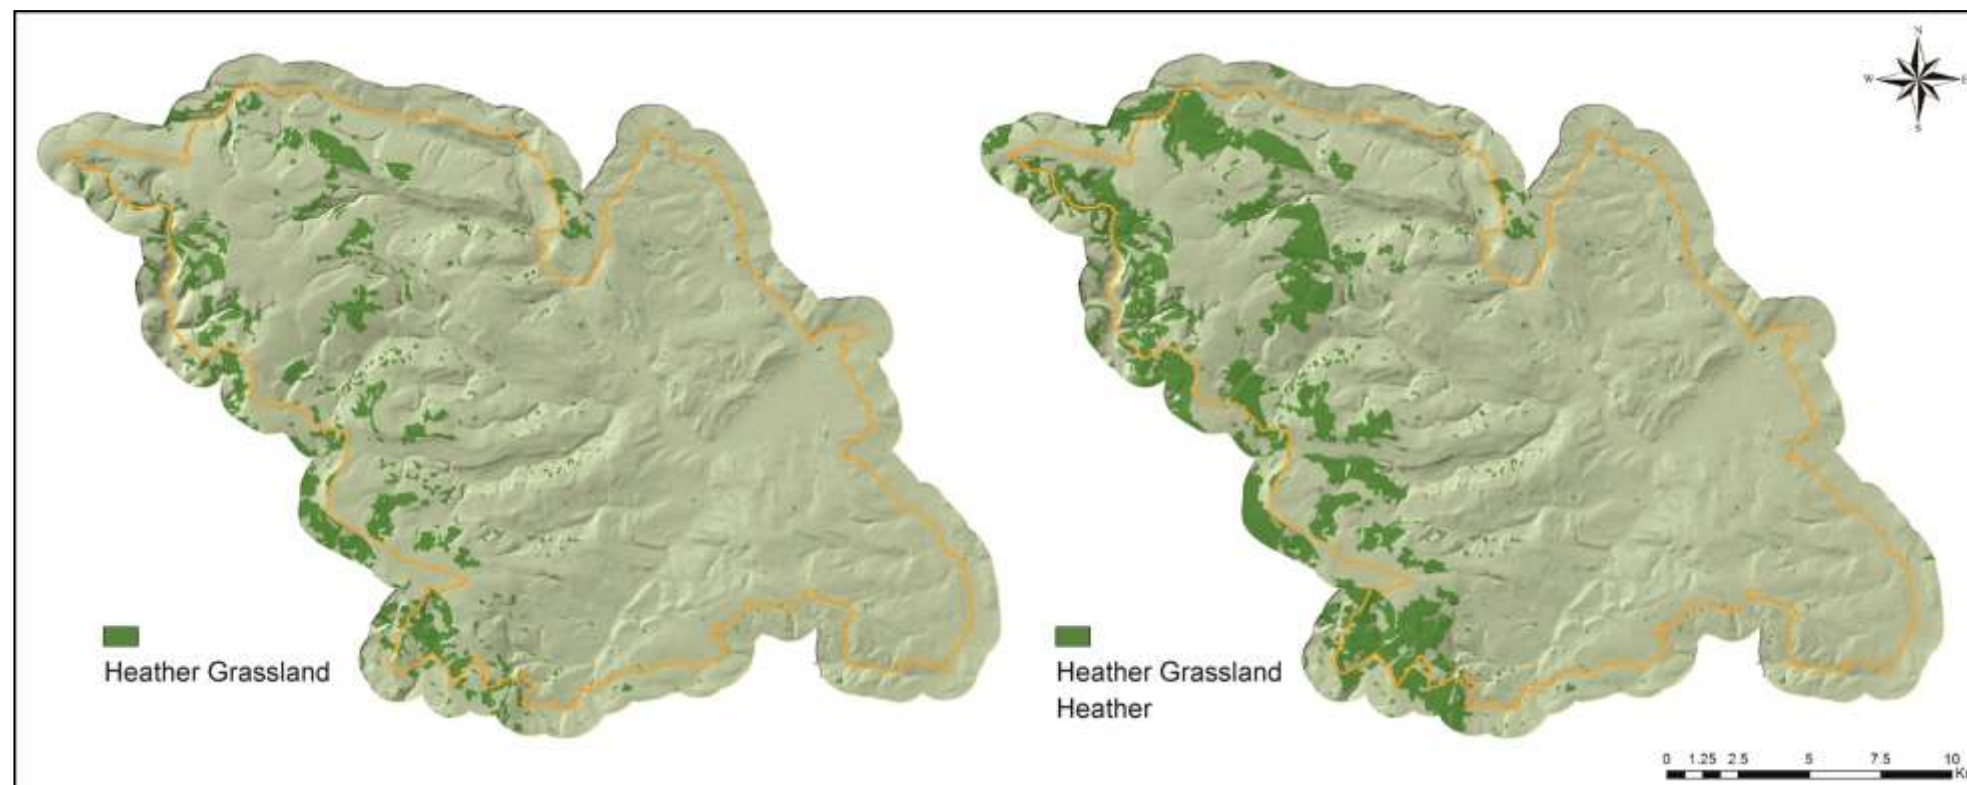 N
W E
S
Heather Grassland
Heather Grassland
Heather
0 1.25 2.5 5 7.5 10